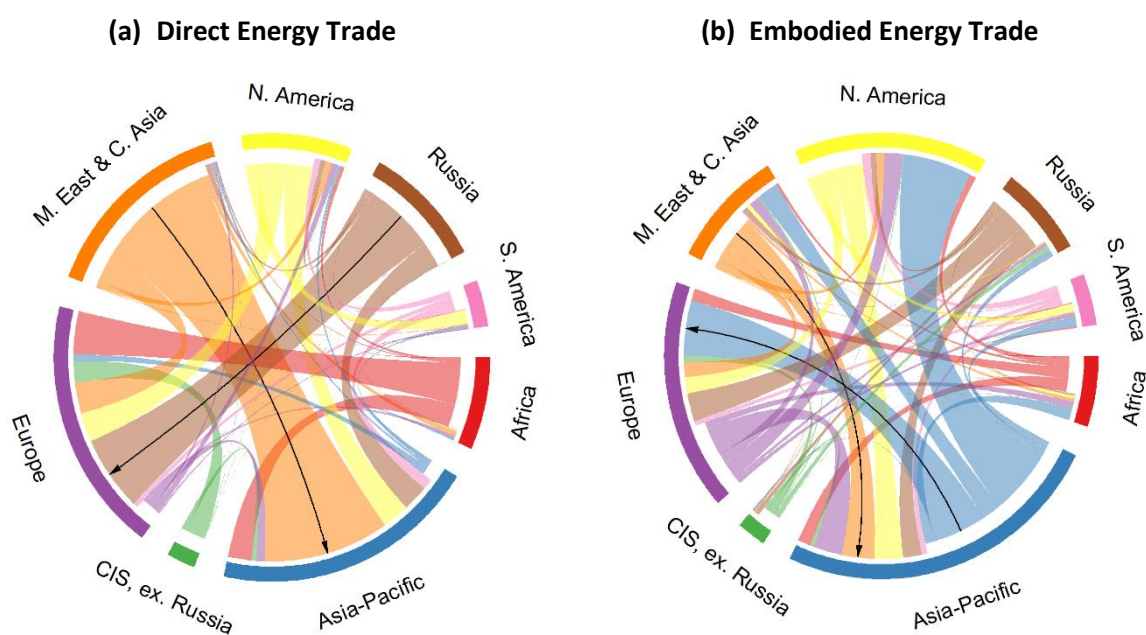 (a) Direct Energy Trade
N. America
M. East & C. Asia
Russia
S. America
Africa
Europe
CIS, ex. Russia
Asia-Pacific
(b) Embodied Energy Trade
N. America
M. East & C. Asia
Russia
S. America
Africa
Europe
CIS, ex. Russia
Asia-Pacific